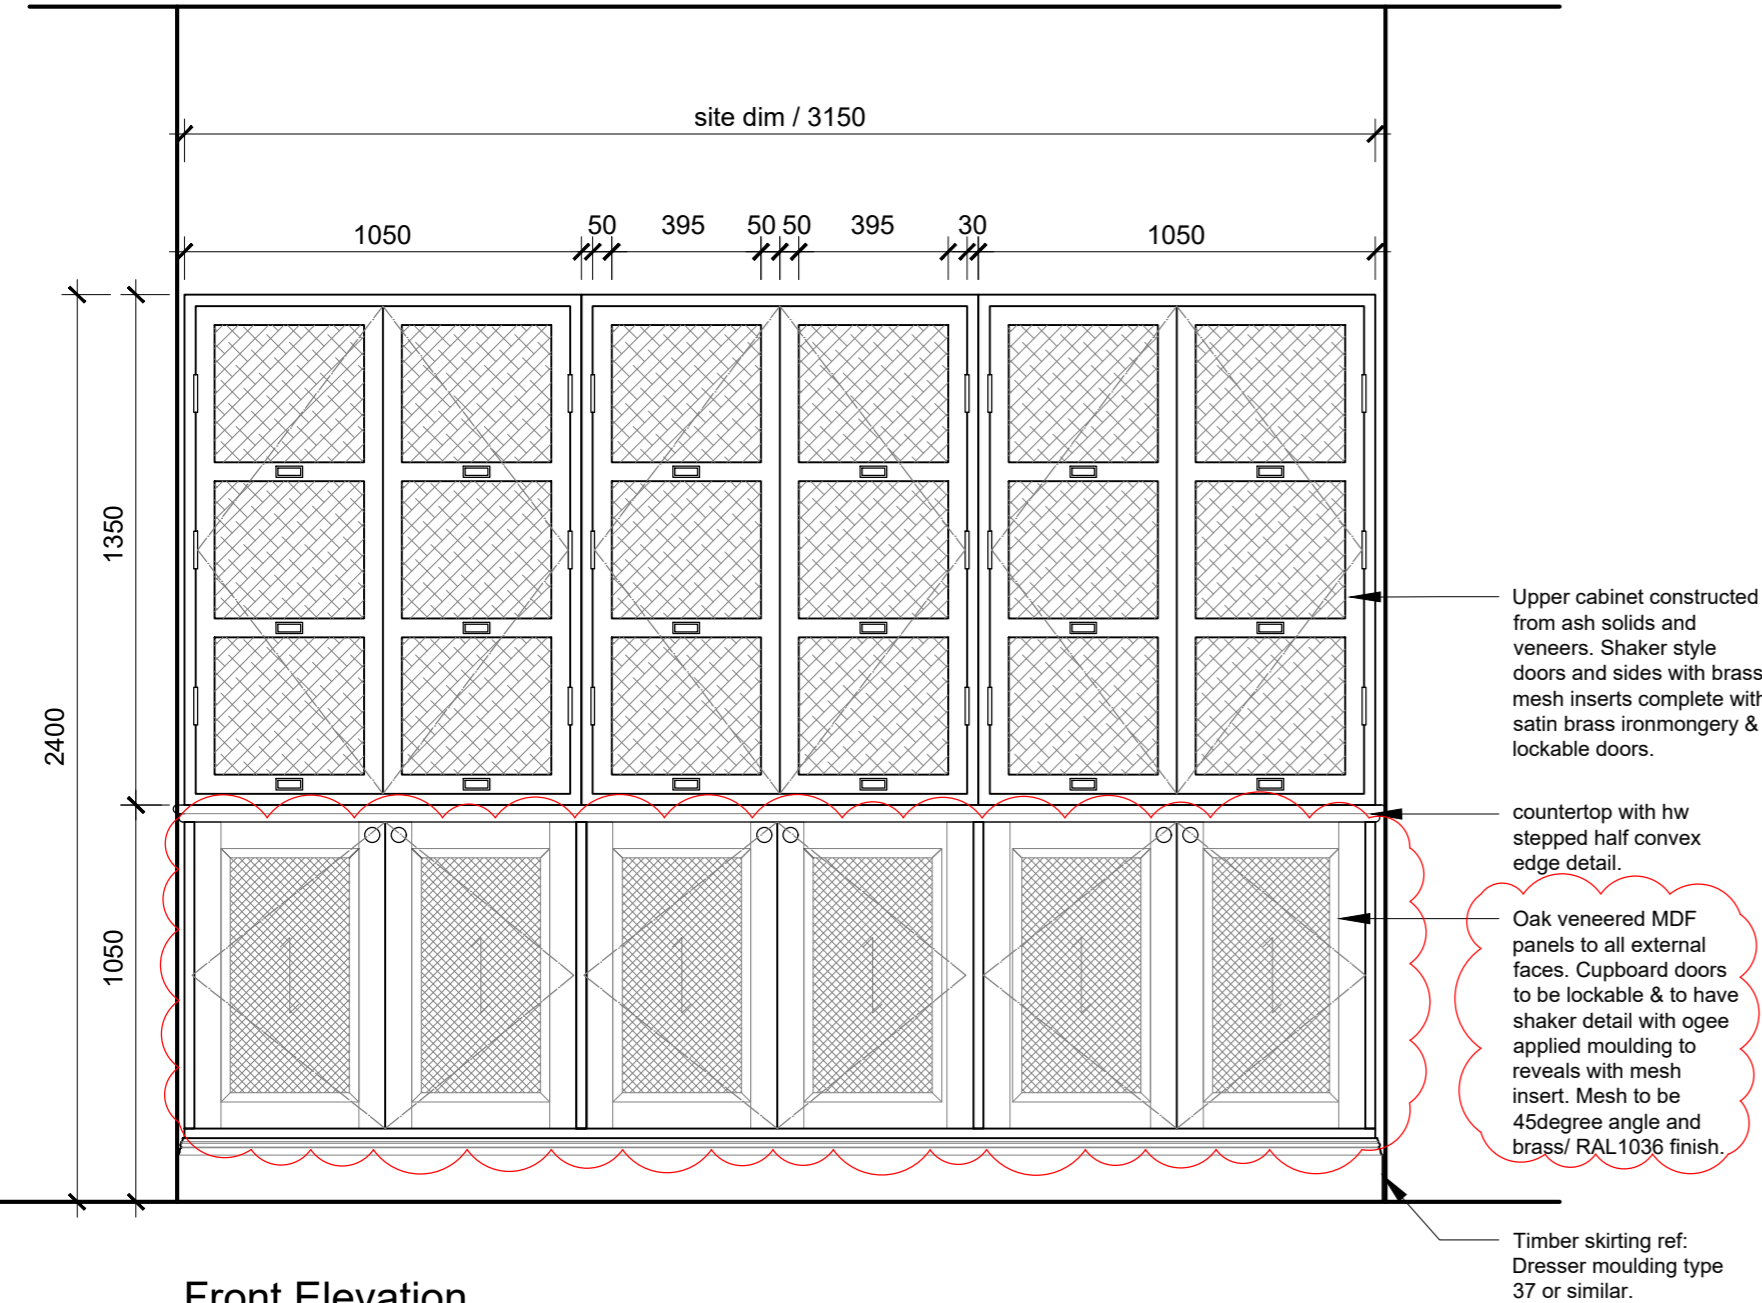 site dim / 3150
1050
50
395
50 50
395
30
1050
2400
1350
1050
Upper cabinet constructed
from ash solids and
veneers. Shaker style
doors and sides with brass
mesh inserts complete with
satin brass ironmongery &
lockable doors.
countertop with hw
stepped half convex
edge detail.
Oak veneered MDF
panels to all external
faces. Cupboard doors
to be lockable & to have
shaker detail with ogee
applied moulding to
reveals with mesh
insert. Mesh to be
45degree angle and
brass/ RAL1036 finish.
Timber skirting ref:
Dresser moulding type
37 or similar.
Front Elevation